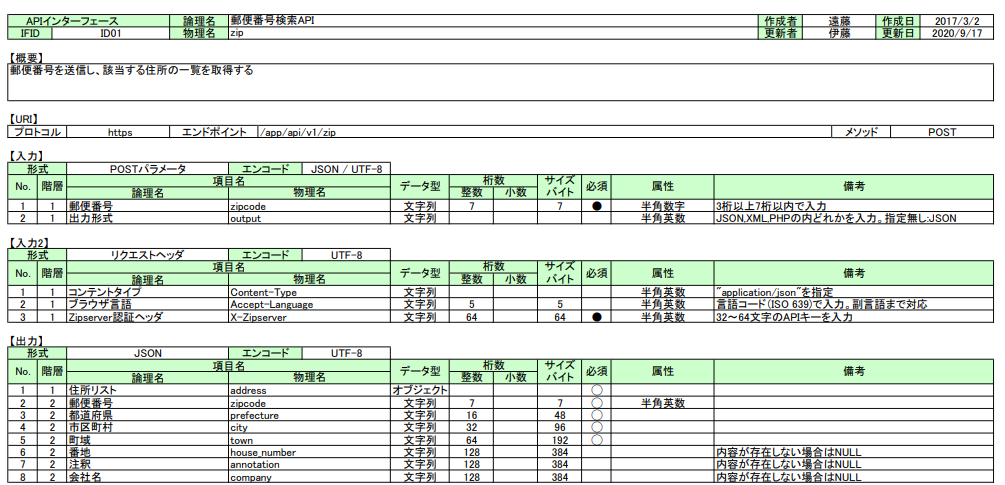 APIインターフェース 論理名 郵便番号検索API 作成者 遠藤 作成日 2017/3/2
IFID ID01 物理名 zip 更新者 伊藤 更新日 2020/9/17
【概要】
郵便番号を送信し、該当する住所の一覧を取得する
【URI】
プロトコル https エンドポイント /app/api/v1/zip メソッド POST
【入力】
形式 POSTパラメータ エンコード JSON / UTF-8
No. 階層 項目名 データ型 桁数 サイズ 必須 属性 備考
論理名 物理名 整数 小数 バイト
1 1 郵便番号 zipcode 文字列 7 7 ● 半角数字 3桁以上7桁以内で入力
2 1 出力形式 output 文字列 半角英数 JSON,XML,PHPの内どれかを入力。指定無し:JSON
【入力2】
形式 リクエストヘッダ エンコード UTF-8
No. 階層 項目名 データ型 桁数 サイズ 必須 属性 備考
論理名 物理名 整数 小数 バイト
1 1 コンテントタイプ Content-Type 文字列 半角英数 "application/json"を指定
2 1 ブラウザ言語 Accept-Language 文字列 5 5 半角英数 言語コード(ISO 639)で入力。副言語まで対応
3 1 Zipserver認証ヘッダ X-Zipserver 文字列 64 64 ● 半角英数 32～64文字のAPIキーを入力
【出力】
形式 JSON エンコード UTF-8
No. 階層 項目名 データ型 桁数 サイズ 必須 属性 備考
論理名 物理名 整数 小数 バイト
1 1 住所リスト address オブジェクト ○
2 2 郵便番号 zipcode 文字列 7 7 ○ 半角英数
3 2 都道府県 prefecture 文字列 16 48 ○
4 2 市区町村 city 文字列 32 96 ○
5 2 町域 town 文字列 64 192 ○
6 2 番地 house_number 文字列 128 384 内容が存在しない場合はNULL
7 2 注釈 annotation 文字列 128 384 内容が存在しない場合はNULL
8 2 会社名 company 文字列 128 384 内容が存在しない場合はNULL